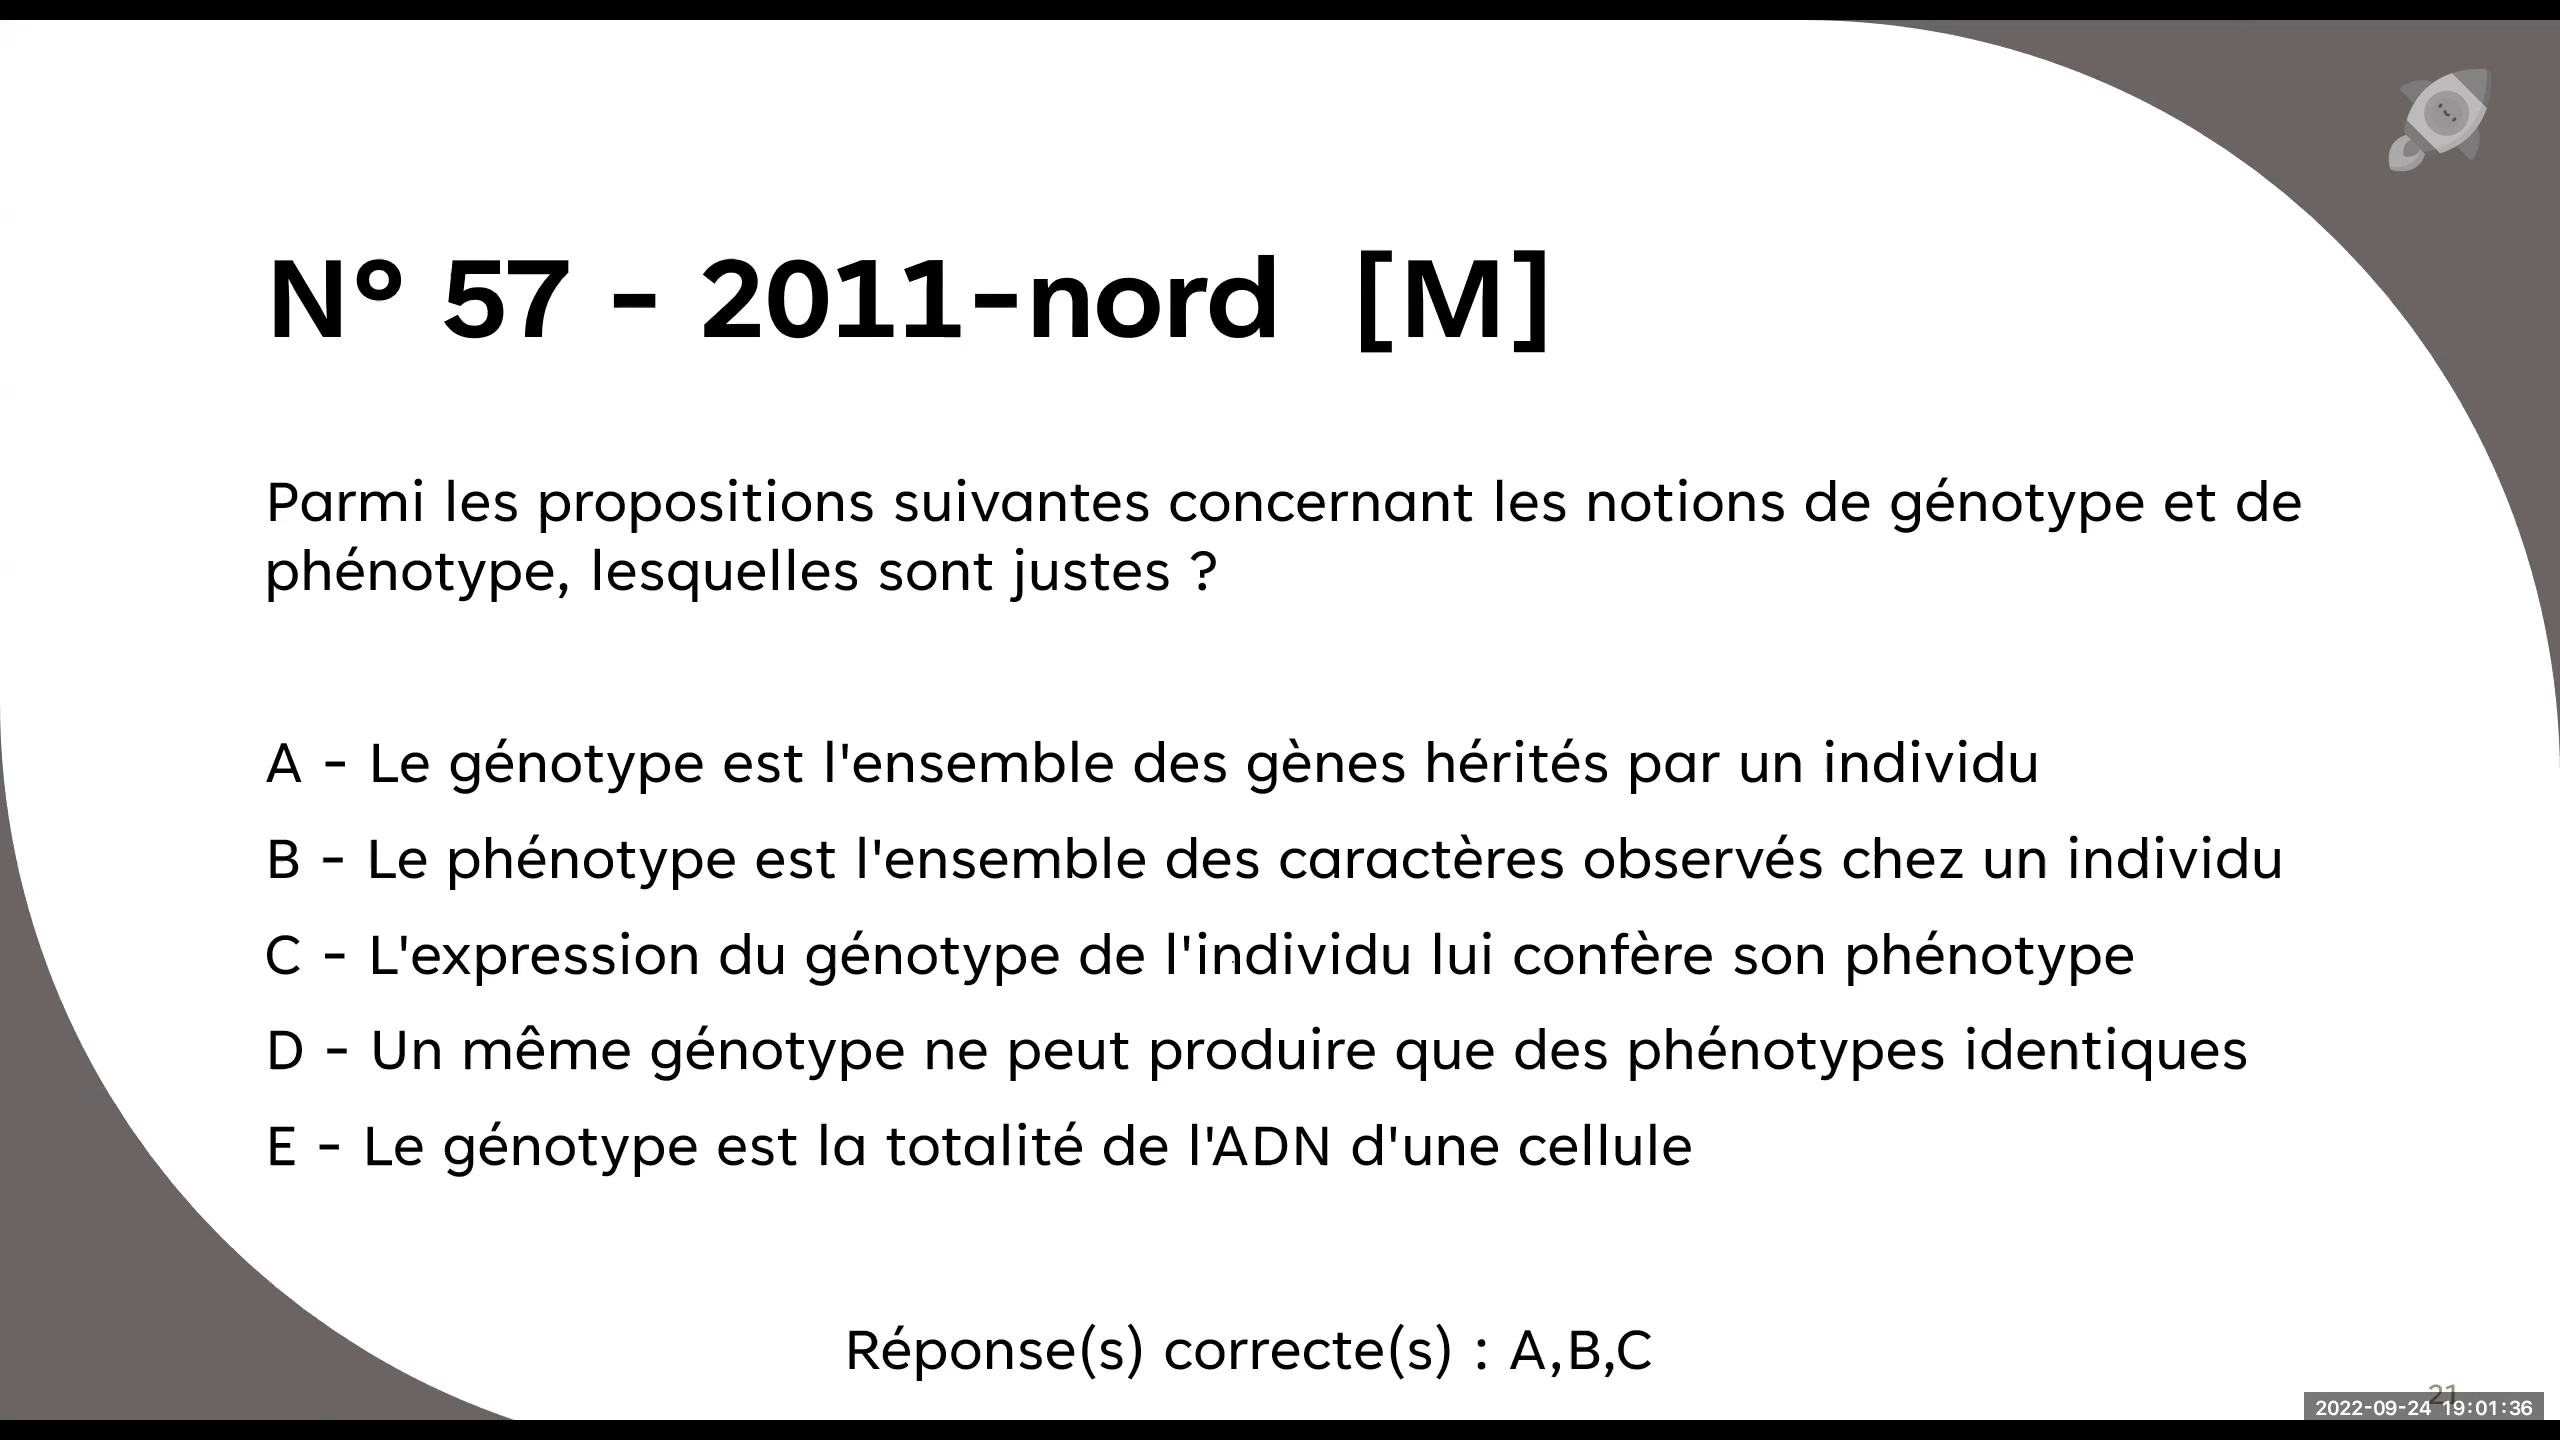 N° 57 - 2011-nord [M]
Parmi les propositions suivantes concernant les notions de génotype et de
phénotype, lesquelles sont justes ?
A - Le génotype est l'ensemble des gènes hérités par un individu
B - Le phénotype est l'ensemble des caractères observés chez un individu
C - L'expression du génotype de l'individu lui confère son phénotype
D - Un même génotype ne peut produire que des phénotypes identiques
E - Le génotype est la totalité de l'ADN d'une cellule
Réponse(s) correcte(s) : A,B,C
21
2022-09-24 19:01:36